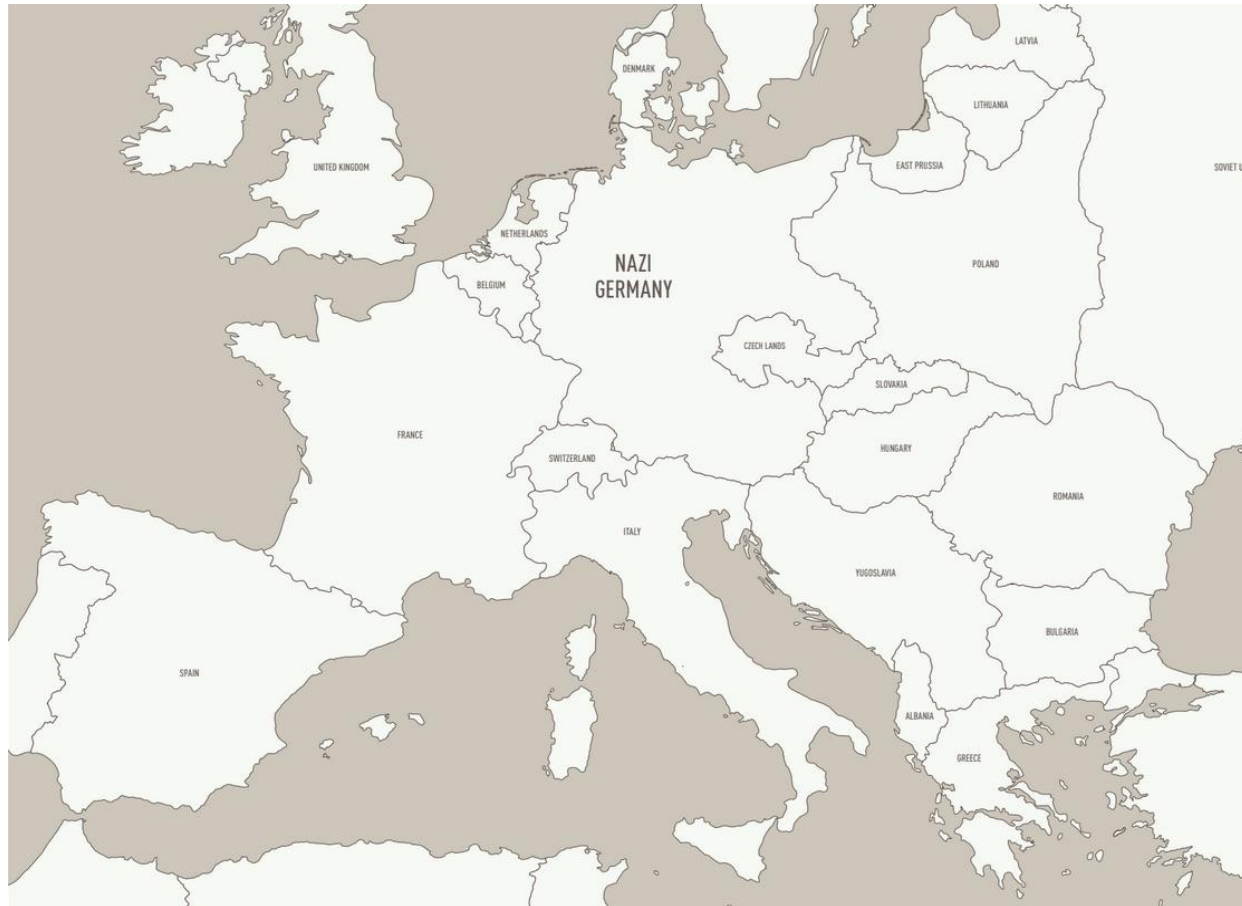 LATVIA
DENMARK
LITHUANIA
UNITED KINGDOM
EAST PRUSSIA
SOVIET U
NETHERLANDS
NAZI
GERMANY
POLAND
BELGIUM
CZECH LANDS
SLOVAKIA
FRANCE
SWITZERLAND
HUNGARY
ROMANIA
ITALY
YUGOSLAVIA
BULGARIA
SPAIN
ALBANIA
GREECE